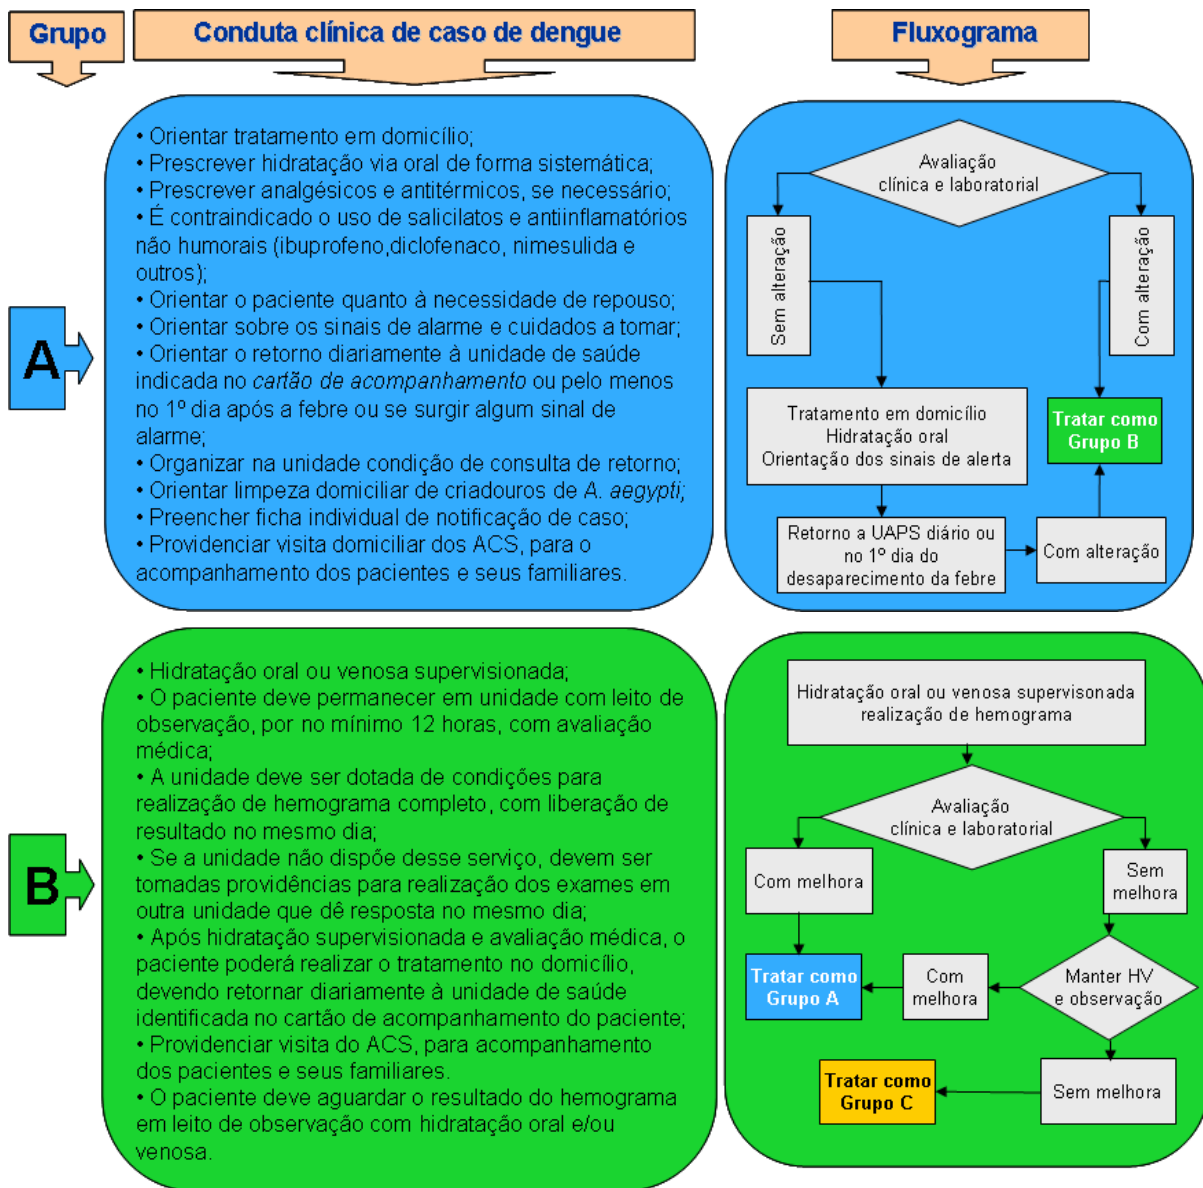 Grupo
Conduta clínica de caso de dengue
Fluxograma
A
• Orientar tratamento em domicílio;
• Prescrever hidratação via oral de forma sistemática;
• Prescrever analgésicos e antitérmicos, se necessário;
• É contraindicado o uso de salicilatos e antiinflamatórios
não humorais (ibuprofeno,diclofenaco, nimesulida e
outros);
• Orientar o paciente quanto à necessidade de repouso;
• Orientar sobre os sinais de alarme e cuidados a tomar;
• Orientar o retorno diariamente à unidade de saúde
indicada no cartão de acompanhamento ou pelo menos
no 1º dia após a febre ou se surgir algum sinal de
alarme;
• Organizar na unidade condição de consulta de retorno;
• Orientar limpeza domiciliar de criadouros de A. aegypti;
• Preencher ficha individual de notificação de caso;
• Providenciar visita domiciliar dos ACS, para o
acompanhamento dos pacientes e seus familiares.
Avaliação
clínica e laboratorial
Sem alteração
Com alteração
Tratamento em domicílio
Hidratação oral
Orientação dos sinais de alerta
Tratar como
Grupo B
Retorno a UAPS diário ou
no 1º dia do
desaparecimento da febre
Com alteração
B
• Hidratação oral ou venosa supervisionada;
• O paciente deve permanecer em unidade com leito de
observação, por no mínimo 12 horas, com avaliação
médica;
• A unidade deve ser dotada de condições para
realização de hemograma completo, com liberação de
resultado no mesmo dia;
• Se a unidade não dispõe desse serviço, devem ser
tomadas providências para realização dos exames em
outra unidade que dê resposta no mesmo dia;
• Após hidratação supervisionada e avaliação médica, o
paciente poderá realizar o tratamento no domicílio,
devendo retornar diariamente à unidade de saúde
identificada no cartão de acompanhamento do paciente;
• Providenciar visita do ACS, para acompanhamento
dos pacientes e seus familiares.
• O paciente deve aguardar o resultado do hemograma
em leito de observação com hidratação oral e/ou
venosa.
Hidratação oral ou venosa supervisonada
realização de hemograma
Avaliação
clínica e laboratorial
Com melhora
Sem
melhora
Tratar como
Grupo A
Com
melhora
Manter HV
e observação
Tratar como
Grupo C
Sem melhora